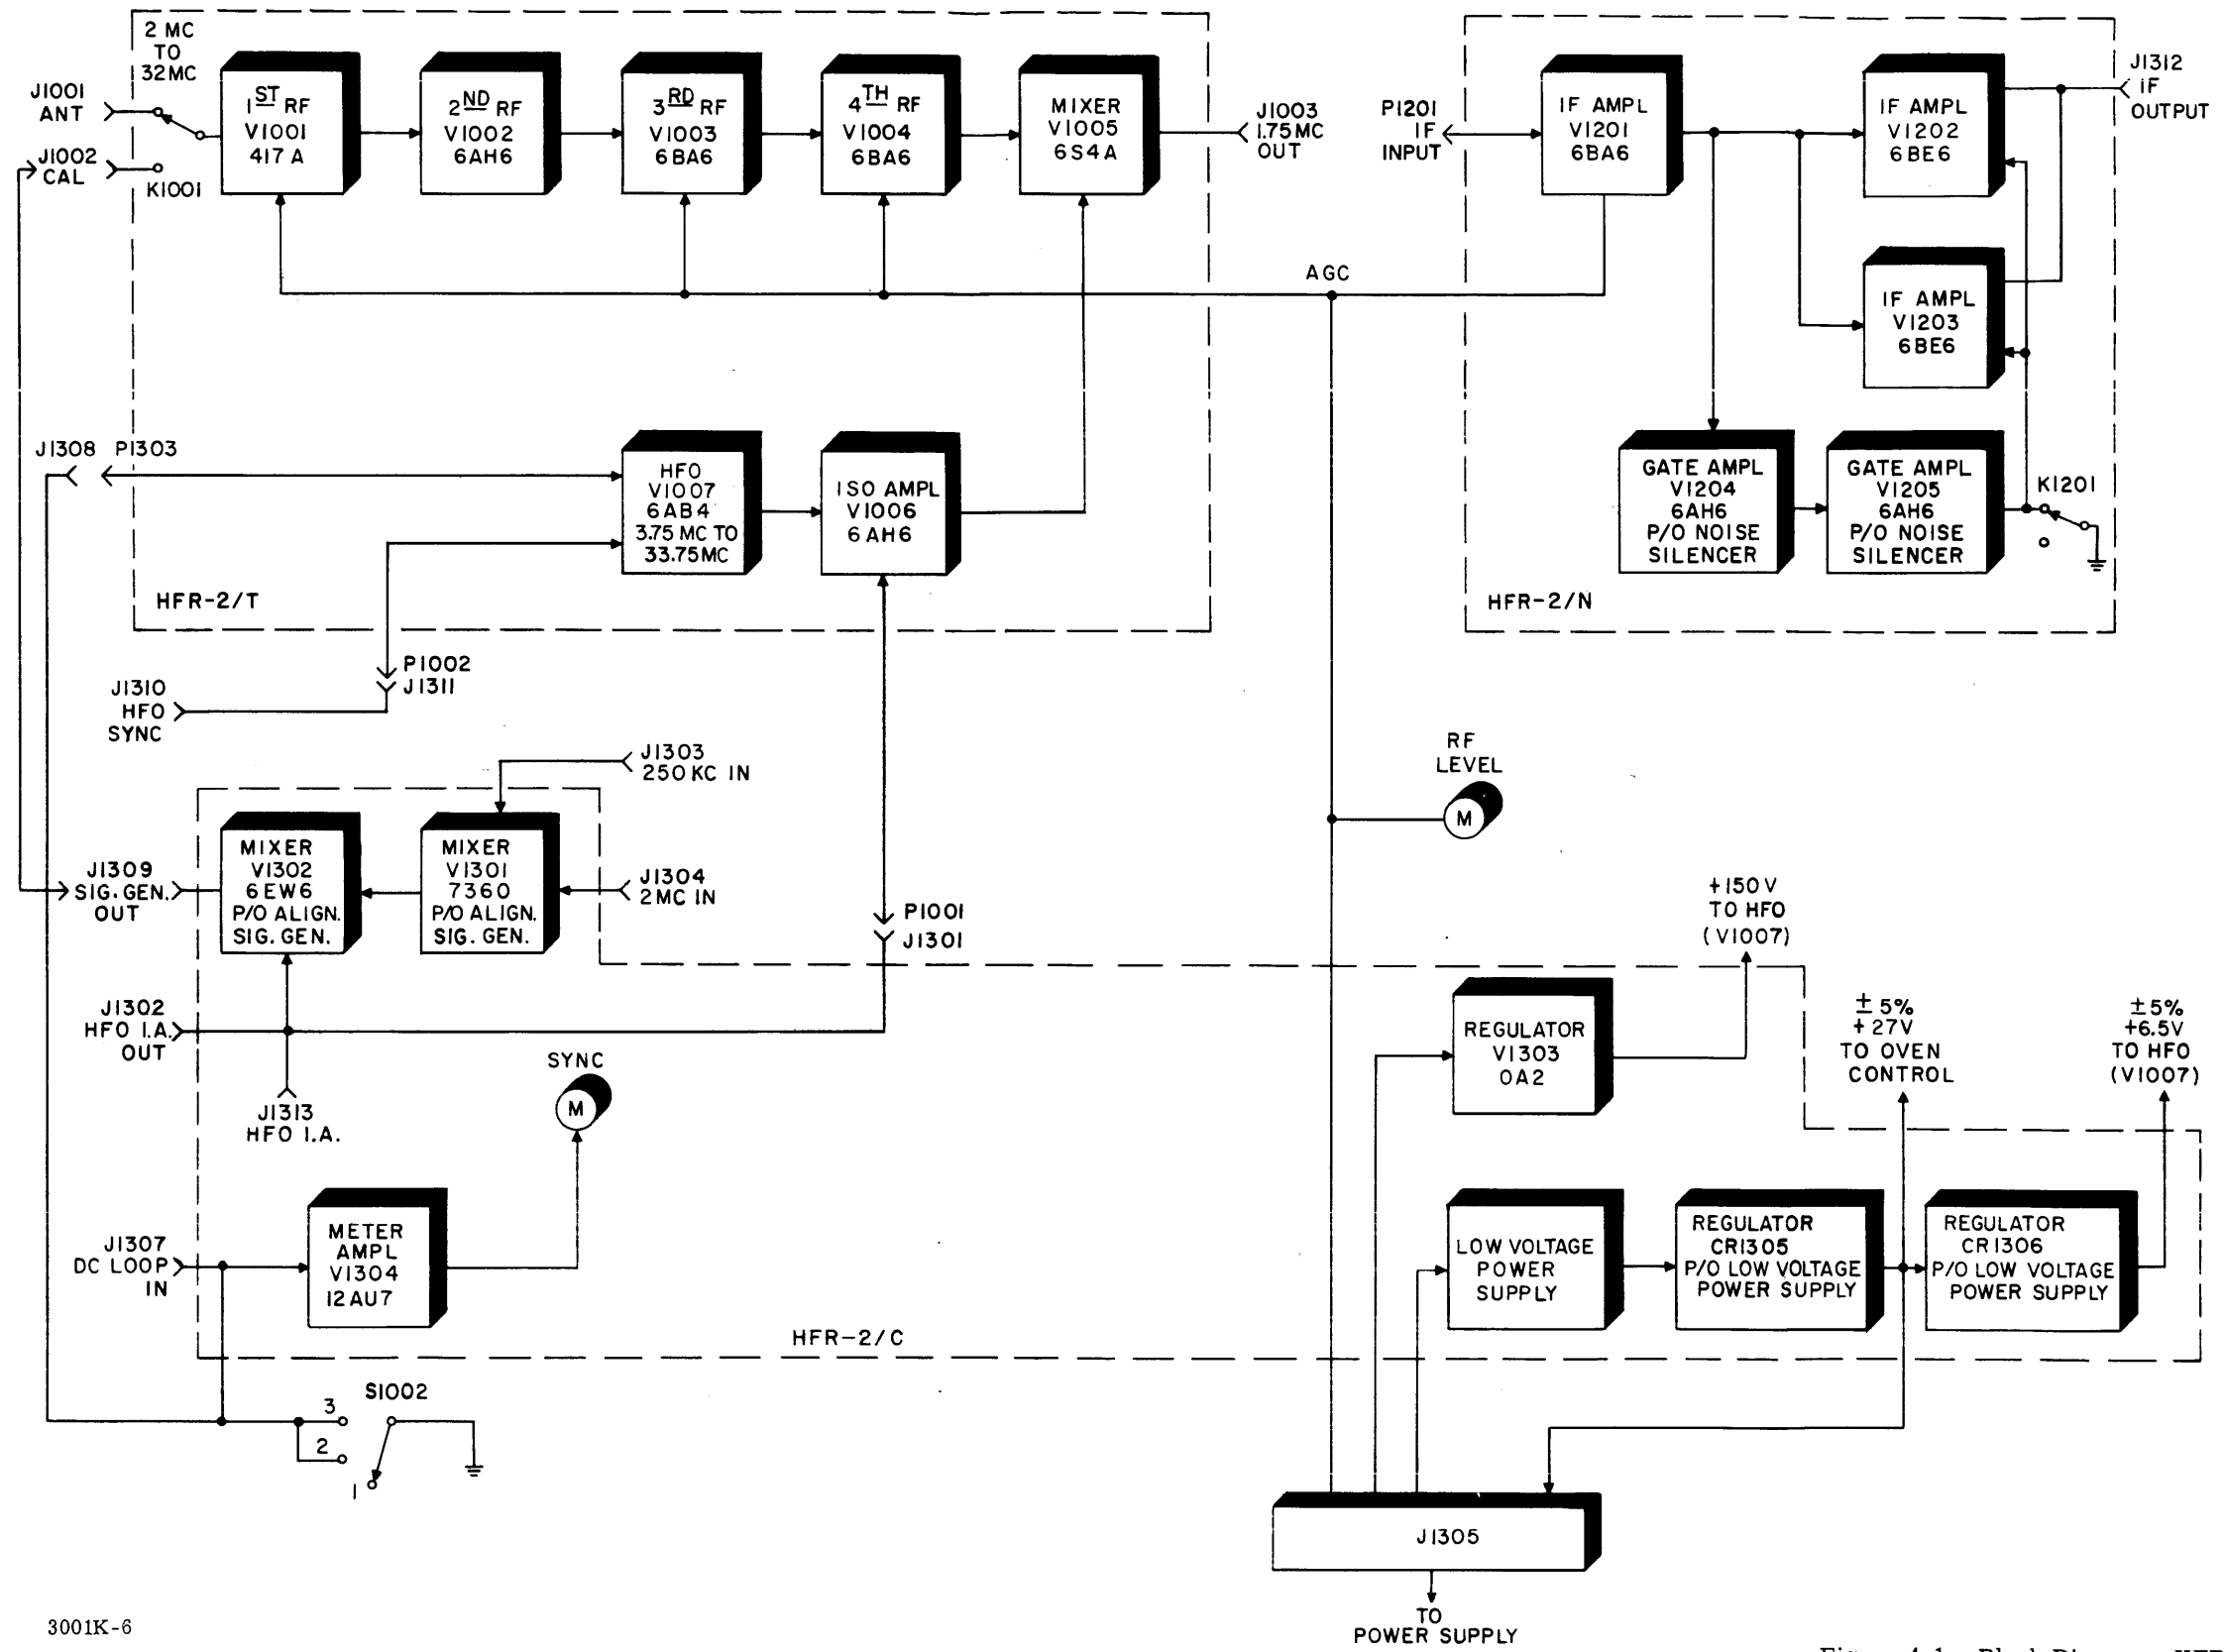 2 MC
TO
32MC
J1001
ANT
J1002
CAL
K1001
1ST RF
V1001
417A
2ND RF
V1002
6AH6
3RD RF
V1003
6BA6
4TH RF
V1004
6BA6
MIXER
V1005
6S4A
J1003
1.75MC
OUT
P1201
IF
INPUT
IF AMPL
V1201
6BA6
IF AMPL
V1202
6BE6
J1312
IF
OUTPUT
AGC
IF AMPL
V1203
6BE6
J1308 P1303
HFO
V1007
6AB4
3.75 MC TO
33.75MC
ISO AMPL
V1006
6AH6
GATE AMPL
V1204
6AH6
P/O NOISE
SILENCER
GATE AMPL
V1205
6AH6
P/O NOISE
SILENCER
K1201
HFR-2/T
HFR-2/N
P1002
J1311
J1310
HFO
SYNC
J1303
250KC IN
RF
LEVEL
M
MIXER
V1302
6EW6
P/O ALIGN.
SIG. GEN.
MIXER
V1301
7360
P/O ALIGN.
SIG. GEN.
J1309
SIG. GEN.
OUT
J1304
2MC IN
P1001
J1301
+150V
TO HFO
(V1007)
J1302
HFO I.A.
OUT
REGULATOR
V1303
OA2
± 5%
+27V
TO OVEN
CONTROL
±5%
+6.5V
TO HFO
(V1007)
SYNC
M
J1313
HFO I.A.
J1307
DC LOOP
IN
METER
AMPL
V1304
12AU7
LOW VOLTAGE
POWER
SUPPLY
REGULATOR
CR1305
P/O LOW VOLTAGE
POWER SUPPLY
REGULATOR
CR1306
P/O LOW VOLTAGE
POWER SUPPLY
HFR-2/C
S1002
3
2
1
J1305
TO
POWER SUPPLY
3001K-6